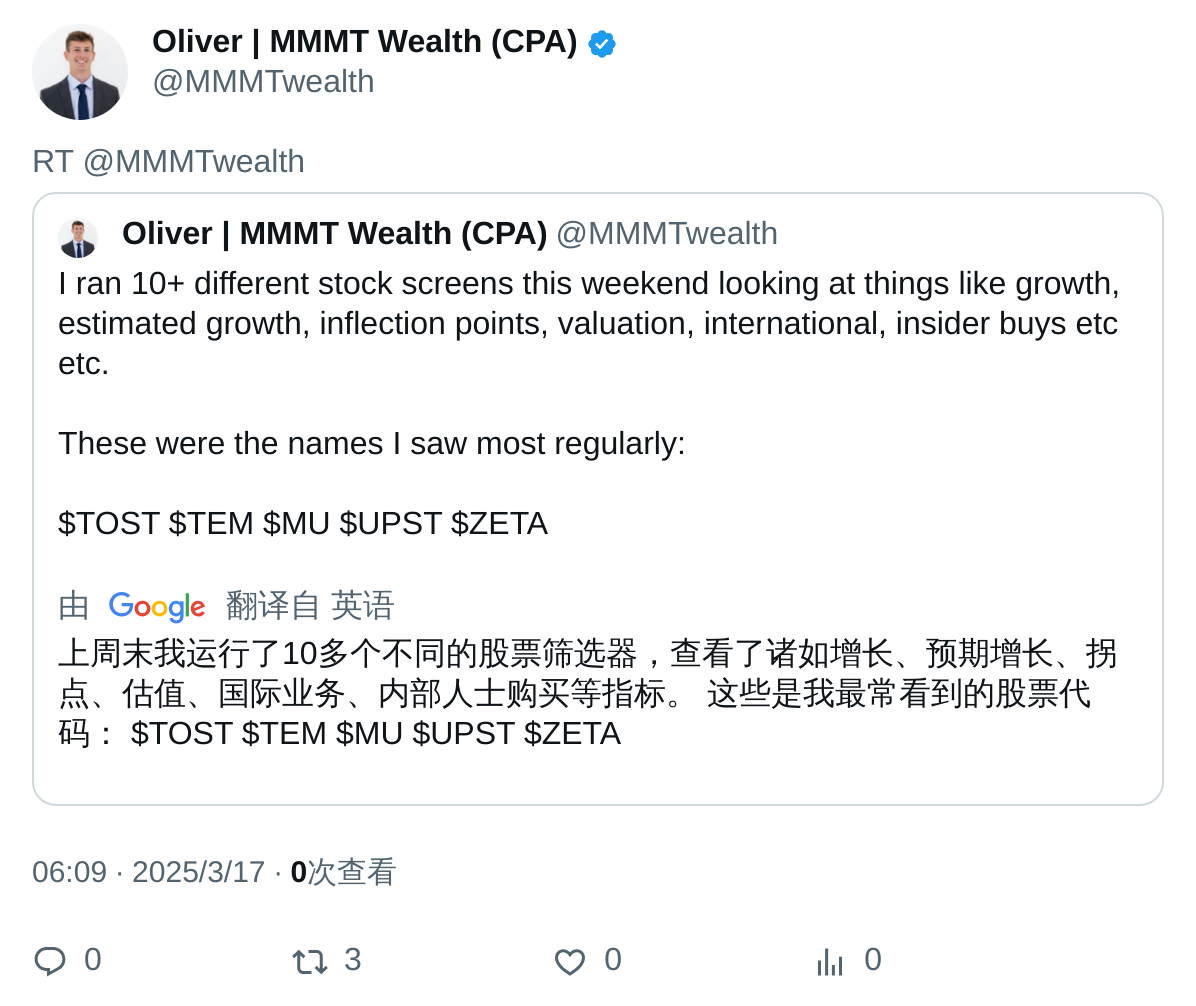 Oliver | MMMT Wealth (CPA)
@MMMTwealth
RT @MMMTwealth
Oliver | MMMT Wealth (CPA) @MMMTwealth
I ran 10+ different stock screens this weekend looking at things like growth,
estimated growth, inflection points, valuation, international, insider buys etc
etc.
These were the names I saw most regularly:
$TOST $TEM $MU $UPST $ZETA
由 Google 翻译自 英语
上周末我运行了10多个不同的股票筛选器，查看了诸如增长、预期增长、拐
点、估值、国际业务、内部人士购买等指标。 这些是我最常看到的股票代
码： $TOST $TEM $MU $UPST $ZETA
06:09 · 2025/3/17 · 0次查看
0 3 0 0